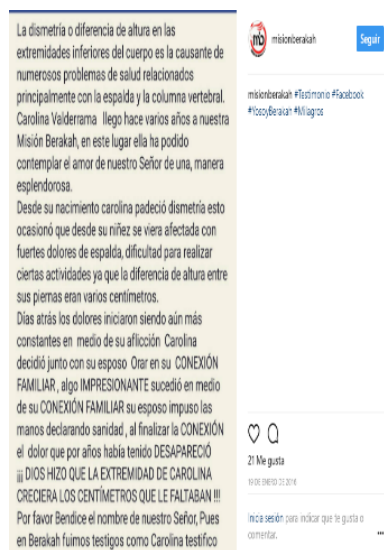 La dismetría o diferencia de altura en las
extremidades inferiores del cuerpo es la causante de
numerosos problemas de salud relacionados
principalmente con la espalda y la columna vertebral.
Carolina Valderrama llego hace varios años a nuestra
Misión Berakah, en este lugar ella ha podido
contemplar el amor de nuestro Señor de una, manera
esplendorosa.
Desde su nacimiento carolina padeció dismetría esto
ocasionó que desde su niñez se viera afectada con
fuertes dolores de espalda, dificultad para realizar
ciertas actividades ya que la diferencia de altura entre
sus piernas eran varios centímetros.
Días atrás los dolores iniciaron siendo aún más
constantes en medio de su aflicción Carolina
decidió junto con su esposo Orar en su CONEXIÓN
FAMILIAR , algo IMPRESIONANTE sucedió en medio
de su CONEXIÓN FAMILIAR su esposo impuso las
manos declarando sanidad , al finalizar la CONEXIÓN
el dolor que por años había tenido DESAPARECIÓ
¡¡¡ DIOS HIZO QUE LA EXTREMIDAD DE CAROLINA
CRECIERA LOS CENTÍMETROS QUE LE FALTABAN !!!
Por favor Bendice el nombre de nuestro Señor, Pues
en Berakah fuimos testigos como Carolina testifico
mb
misionberakah
Seguir
misionberakah #Testimonio #Facebook
#YosoyBerakah #Milagros
21 Me gusta
19 DE ENERO DE 2016
Inicia sesión para indicar que te gusta o
comentar.